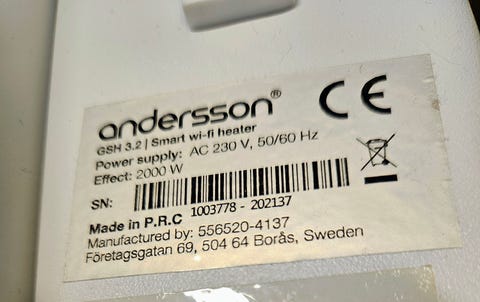 andersson® CE
GSH 3.2 | Smart wi-fi heater
Power supply: AC 230 V, 50/60 Hz
Effect: 2000 W
SN:
1003778 - 202137
Made in P.R.C
Manufactured by: 556520-4137
Företagsgatan 69, 504 64 Borås, Sweden